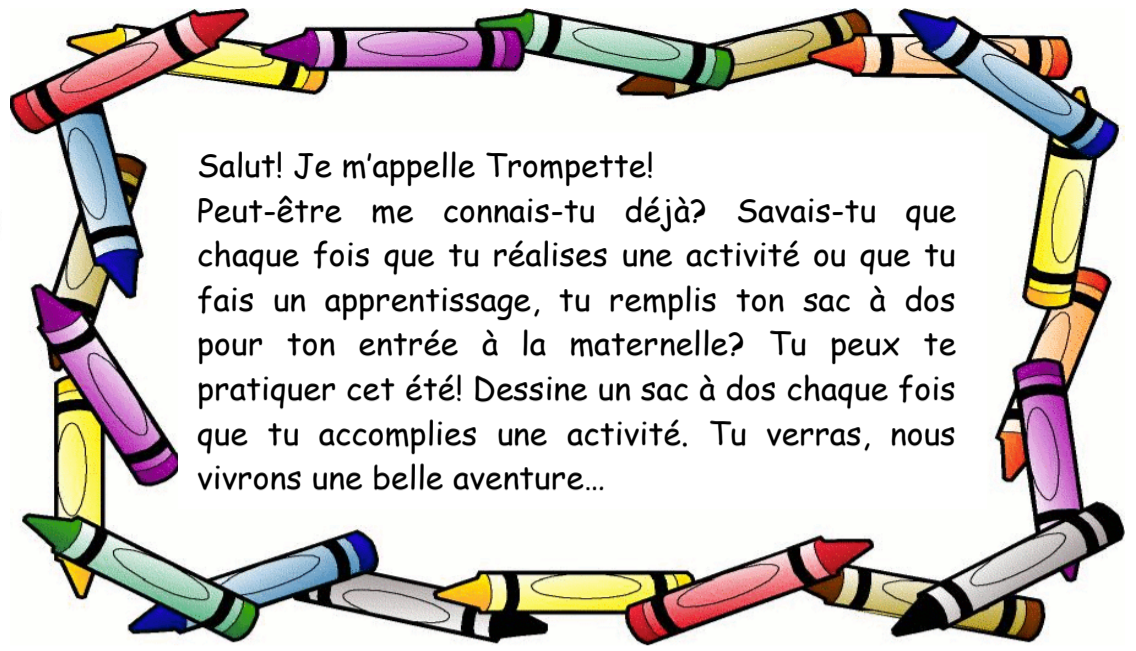 Salut! Je m'appelle Trompette!
Peut-être me connais-tu déjà? Savais-tu que
chaque fois que tu réalises une activité ou que tu
fais un apprentissage, tu remplis ton sac à dos
pour ton entrée à la maternelle? Tu peux te
pratiquer cet été! Dessine un sac à dos chaque fois
que tu accomplies une activité. Tu verras, nous
vivrons une belle aventure…